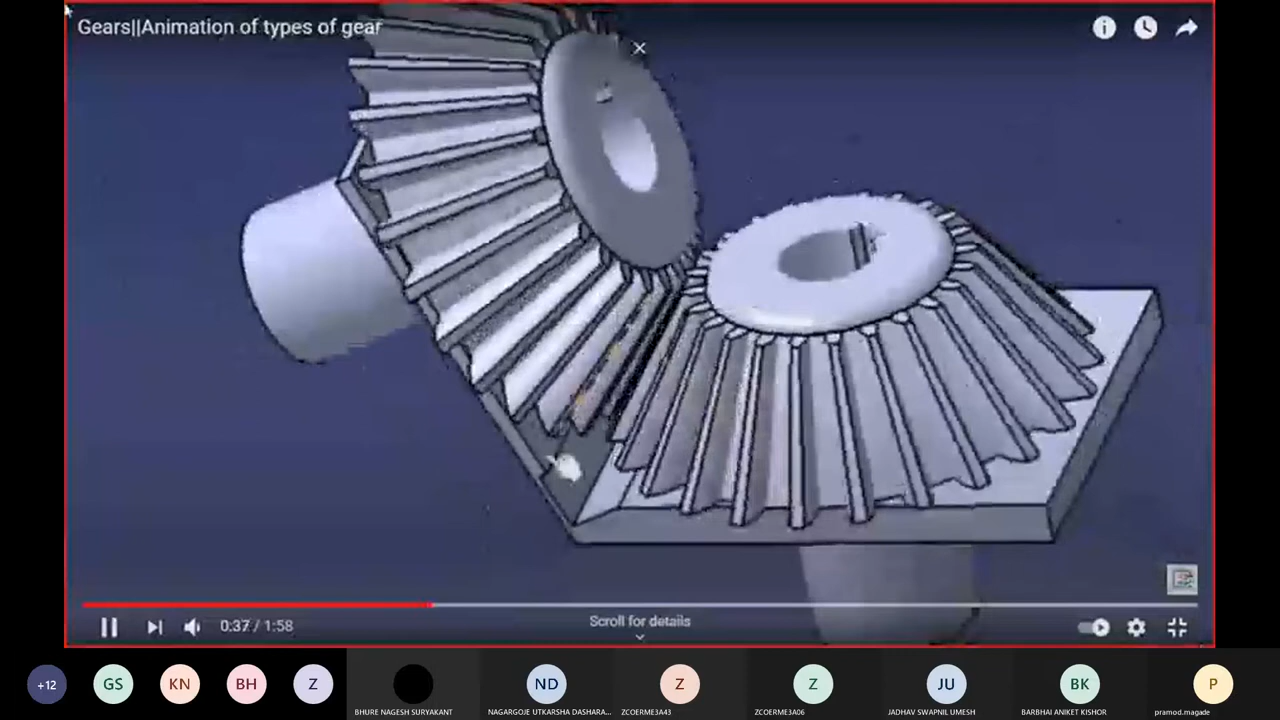 Gears||Animation of types of gear
0:37 / 1:58
Scroll for details
+12
GS
KN
BH
Z
BHURE NAGESH SURYAKANT
ND
NAGARGOJE UTKARSHA DASHARA...
Z
ZCOERME3A43
Z
ZCOERME3A06
JU
JADHAV SWAPNIL UMESH
BK
BARBHAI ANIKET KISHOR
P
pramod.magade